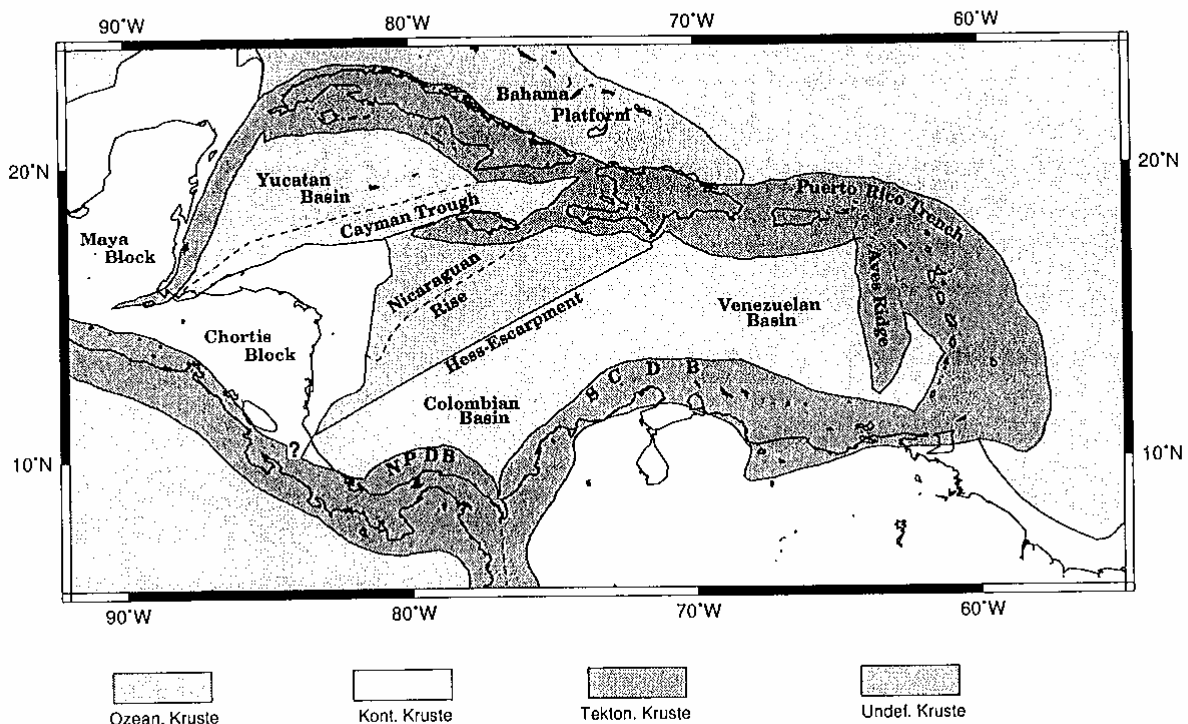 90°W
80°W
70°W
60°W
20°N
20°N
10°N
10°N
Bahama
Platform
Yucatan
Basin
Cayman Trough
Puerto Rico Trench
Maya
Block
Nicaraguan
Rise
Aves Ridge
Chortis
Block
Venezuelan
Basin
Hess-Escarpment
S C D B
Colombian
Basin
?
N P D B
90°W
80°W
70°W
60°W
Ozean. Kruste
Kont. Kruste
Tekton. Kruste
Undef. Kruste